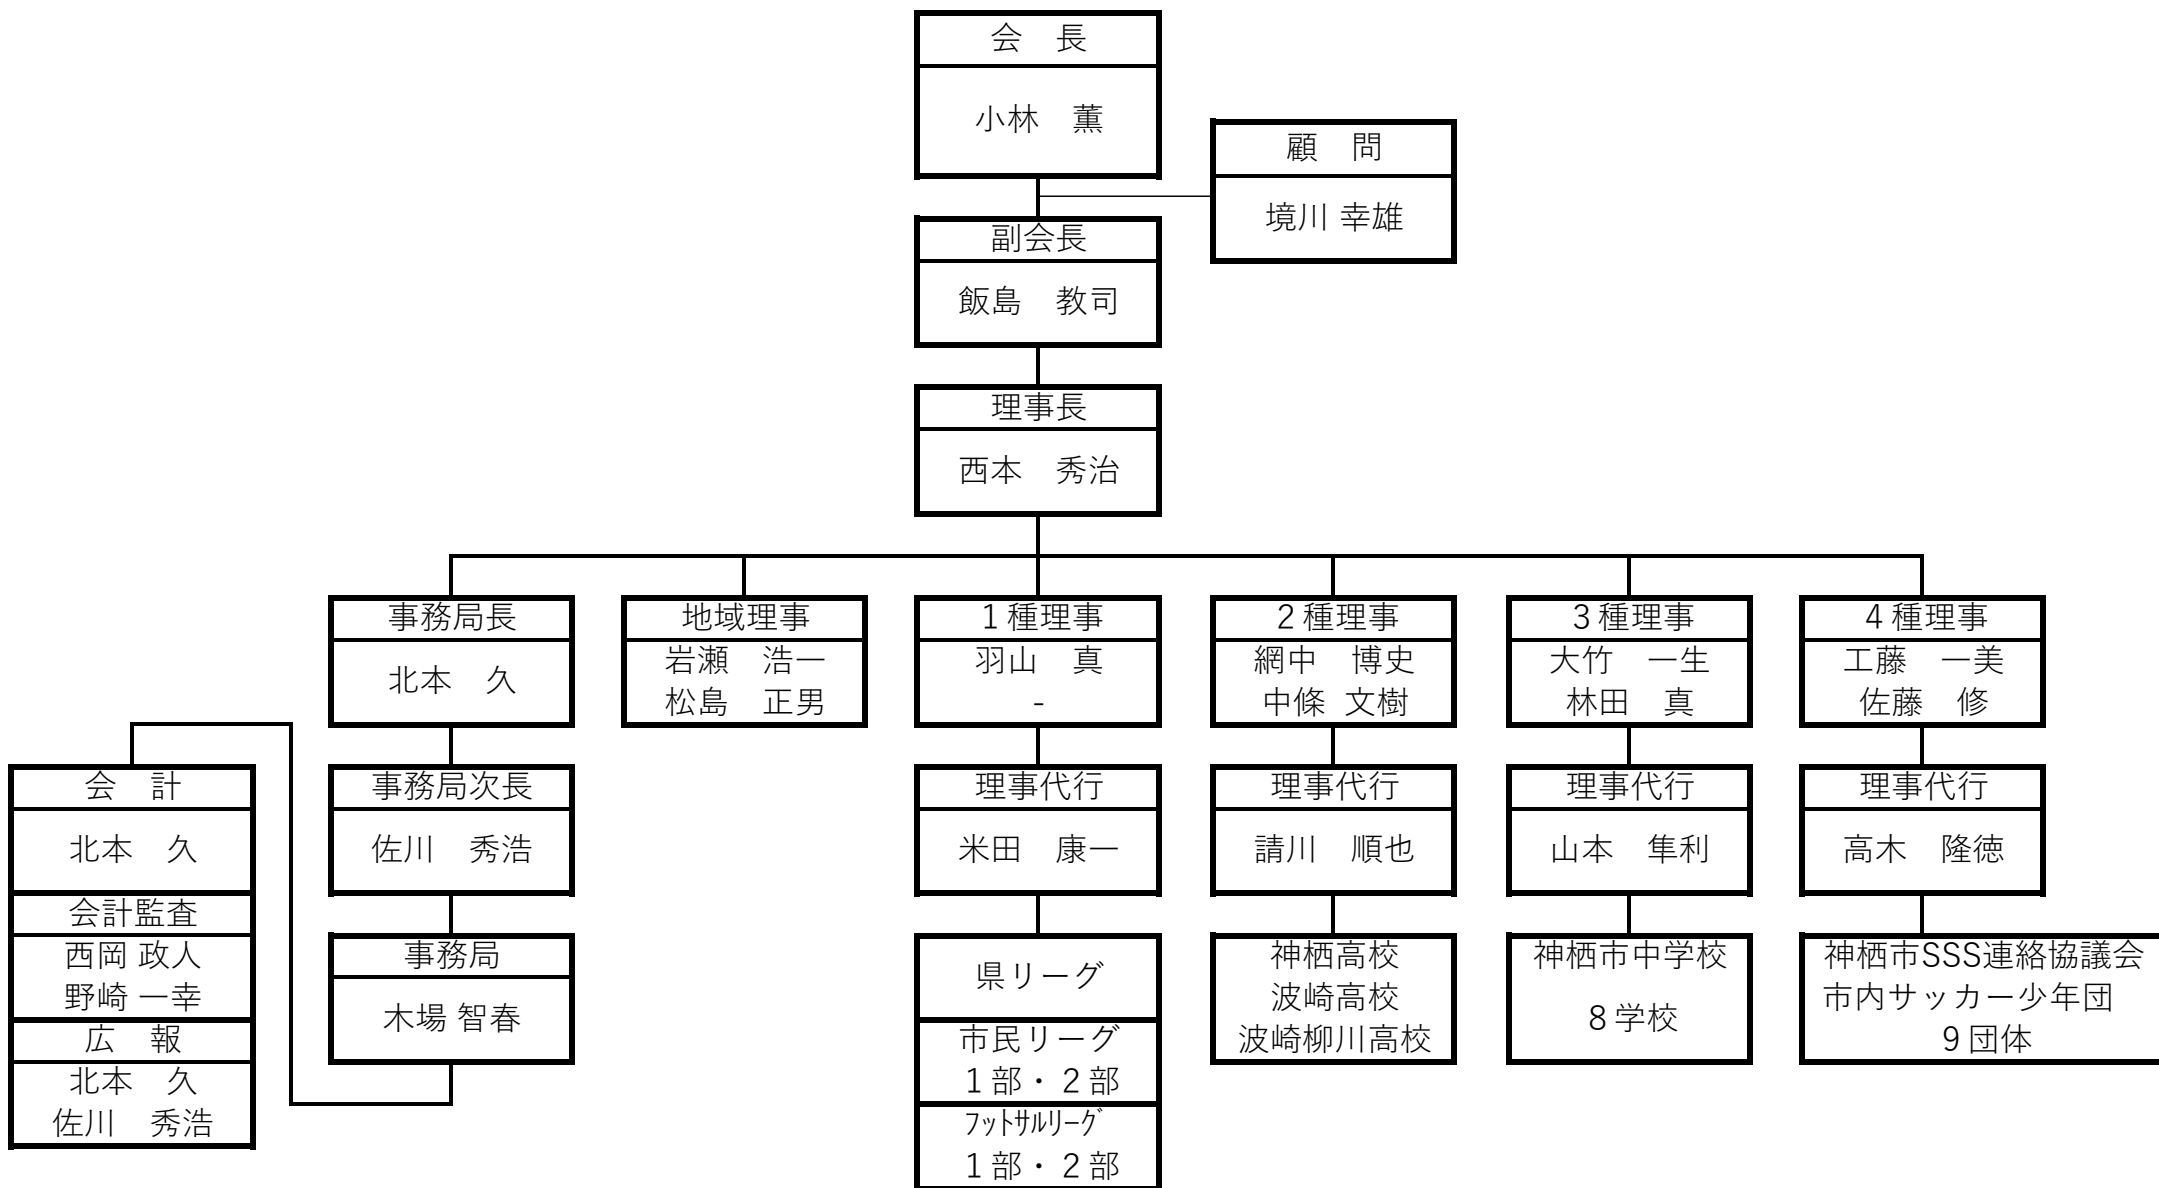 会　長
小林　薫
顧　問
境川 幸雄
副会長
飯島　教司
理事長
西本　秀治
事務局長
北本　久
地域理事
岩瀬　浩一
松島　正男
１種理事
羽山　真
-
２種理事
網中　博史
中條 文樹
３種理事
大竹　一生
林田　真
４種理事
工藤　一美
佐藤　修
会　計
北本　久
会計監査
西岡 政人
野崎 一幸
広　報
北本　久
佐川　秀浩
事務局次長
佐川　秀浩
事務局
木場 智春
理事代行
米田　康一
県リーグ
市民リーグ
１部・２部
ﾌｯﾄｻﾙﾘｰｸﾞ
１部・２部
理事代行
請川　順也
神栖高校
波崎高校
波崎柳川高校
理事代行
山本　隼利
神栖市中学校
８学校
理事代行
高木　隆徳
神栖市SSS連絡協議会
市内サッカー少年団
９団体